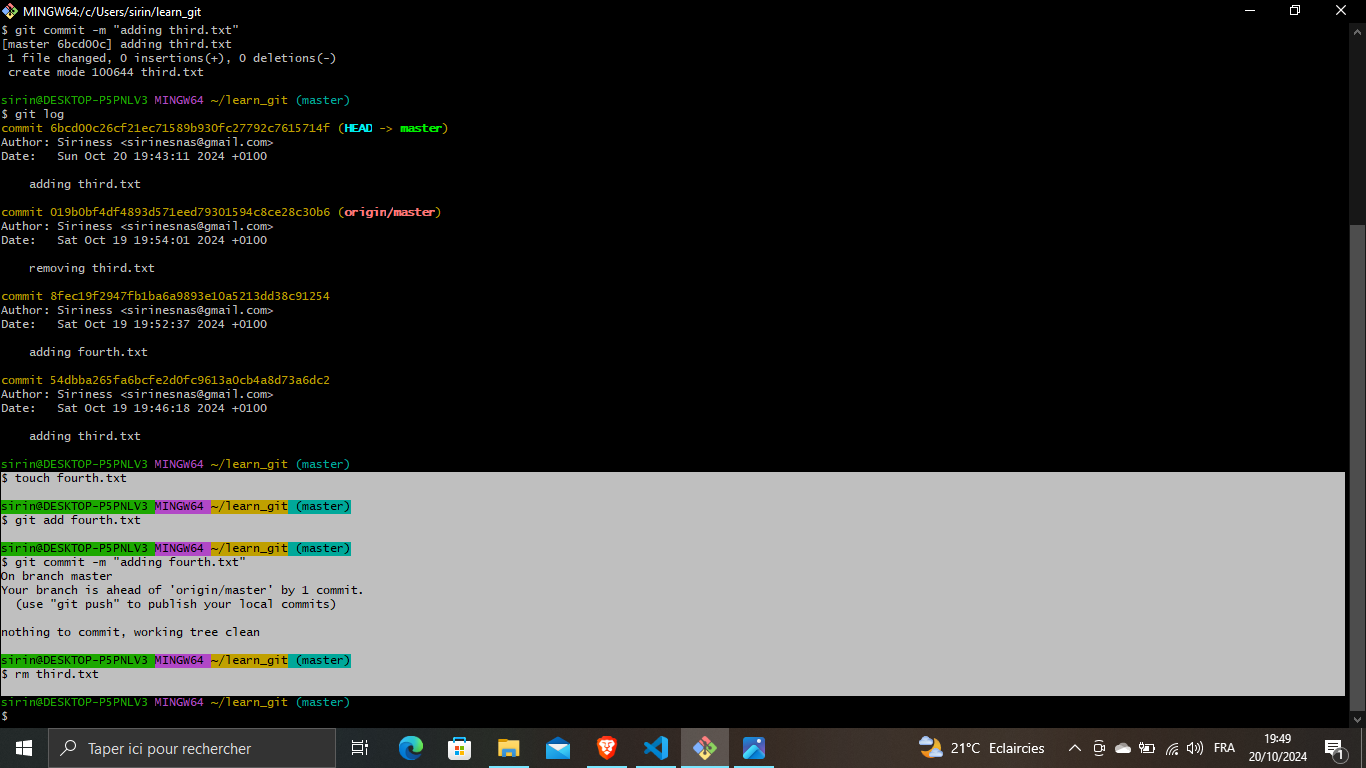 MINGW64:/c/Users/sirin/learn_git
$ git commit -m "adding third.txt"
[master 6bcd00c] adding third.txt
 1 file changed, 0 insertions(+), 0 deletions(-)
 create mode 100644 third.txt
sirin@DESKTOP-P5PNLV3 MINGW64 ~/learn_git (master)
$ git log
commit 6bcd00c26cf21ec71589b930fc27792c7615714f (HEAD -> master)
Author: Siriness <sirinesnas@gmail.com>
Date:   Sun Oct 20 19:43:11 2024 +0100
    adding third.txt
commit 019b0bf4df4893d571eed79301594c8ce28c30b6 (origin/master)
Author: Siriness <sirinesnas@gmail.com>
Date:   Sat Oct 19 19:54:01 2024 +0100
    removing third.txt
commit 8fec19f2947fb1ba6a9893e10a5213dd38c91254
Author: Siriness <sirinesnas@gmail.com>
Date:   Sat Oct 19 19:52:37 2024 +0100
    adding fourth.txt
commit 54dbba265fa6bcfe2d0fc9613a0cb4a8d73a6dc2
Author: Siriness <sirinesnas@gmail.com>
Date:   Sat Oct 19 19:46:18 2024 +0100
    adding third.txt
sirin@DESKTOP-P5PNLV3 MINGW64 ~/learn_git (master)
$ touch fourth.txt
sirin@DESKTOP-P5PNLV3 MINGW64 ~/learn_git (master)
$ git add fourth.txt
sirin@DESKTOP-P5PNLV3 MINGW64 ~/learn_git (master)
$ git commit -m "adding fourth.txt"
On branch master
Your branch is ahead of 'origin/master' by 1 commit.
  (use "git push" to publish your local commits)
nothing to commit, working tree clean
sirin@DESKTOP-P5PNLV3 MINGW64 ~/learn_git (master)
$ rm third.txt
sirin@DESKTOP-P5PNLV3 MINGW64 ~/learn_git (master)
$
Taper ici pour rechercher
21°C Eclaircies
FRA
19:49
20/10/2024
1